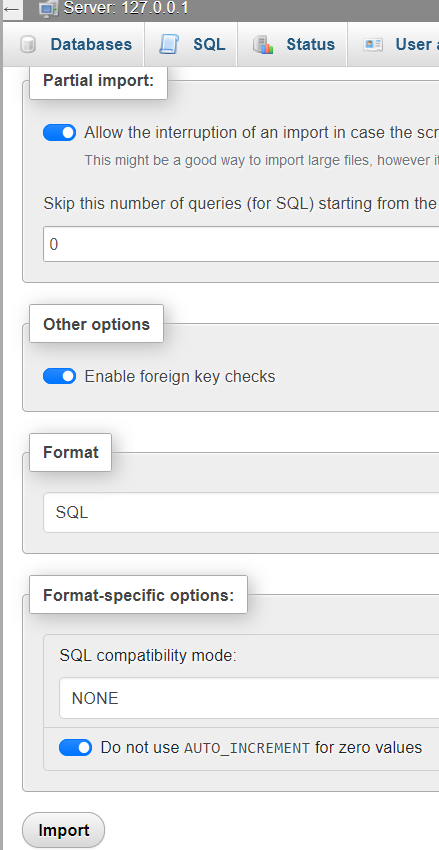 Server: 127.0.0.1
Databases SQL Status User
Partial import:
Allow the interruption of an import in case the scr
This might be a good way to import large files, however it
Skip this number of queries (for SQL) starting from the
0
Other options
Enable foreign key checks
Format
SQL
Format-specific options:
SQL compatibility mode:
NONE
Do not use AUTO_INCREMENT for zero values
Import